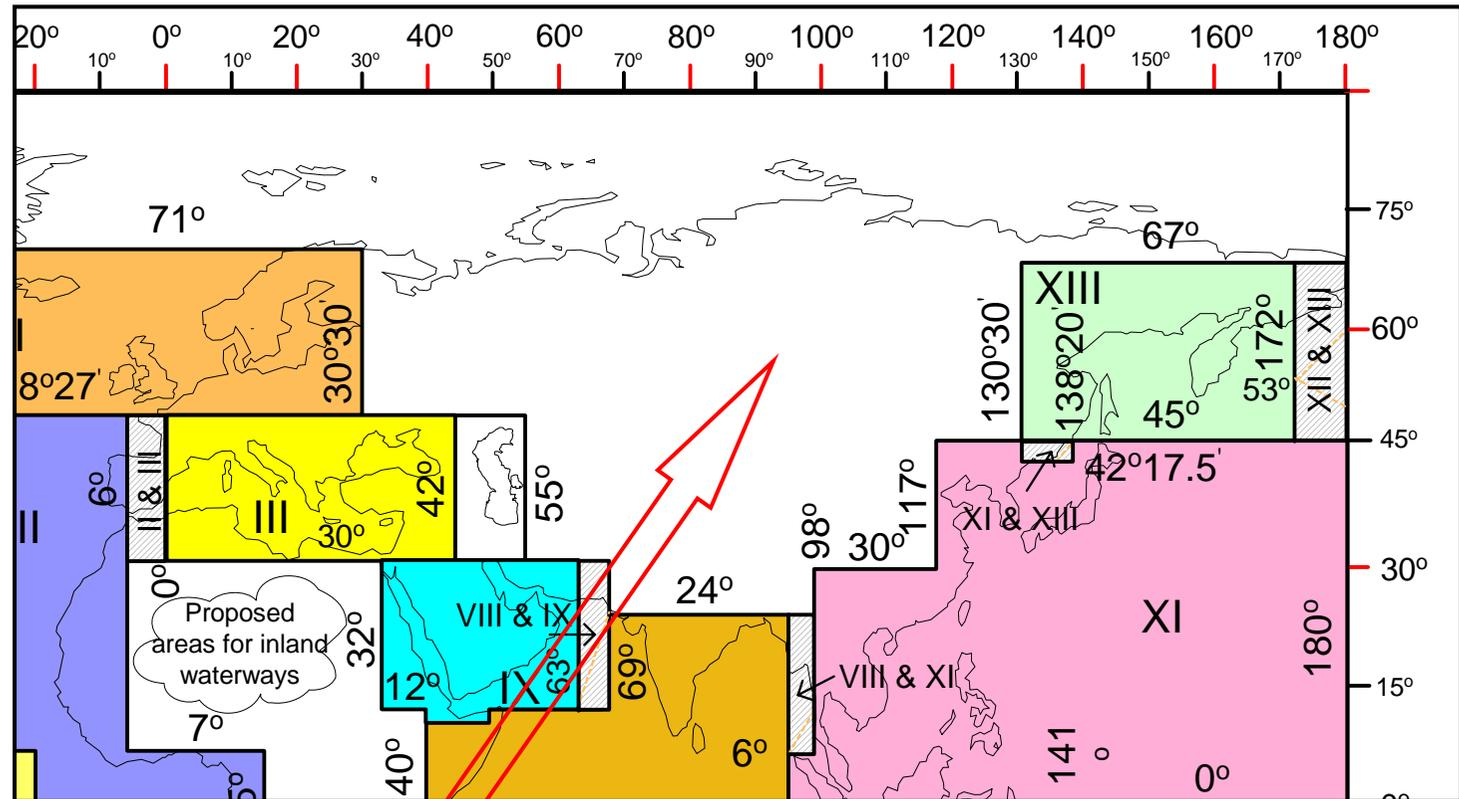 20º 0º 20º 40º 60º 80º 100º 120º 140º 160º 180º
10º 10º 30º 50º 70º 90º 110º 130º 150º 170º
75º
71º
67º
XIII
XII & XIII
172º
138º20'
130º30'
60º
I
30º30'
8º27'
53º
45º
45º
6º
II & III
III
30º
42º
55º
II
117º
98º
30º
42º17.5'
XI & XIII
30º
0º
Proposed
areas for inland
waterways
32º
VIII & IX
24º
XI
180º
12º
IX
63º
69º
VIII & XI
15º
7º
40º
6º
141
º
0º